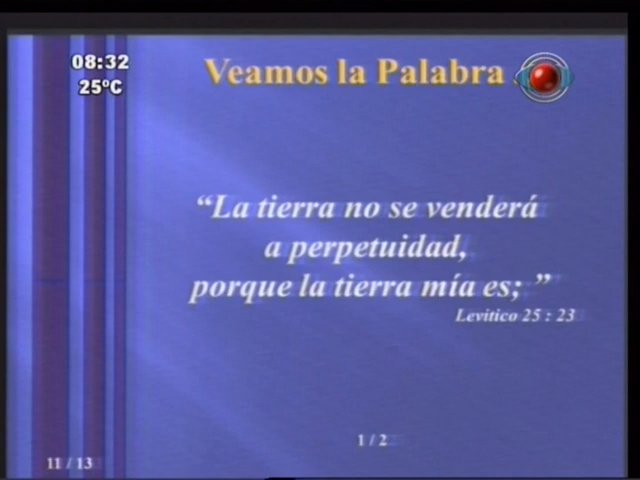 08:32
25ºC
Veamos la Palabra
“La tierra no se venderá
a perpetuidad,
porque la tierra mía es; ”
Levitico 25 : 23
1 / 2
11 / 13